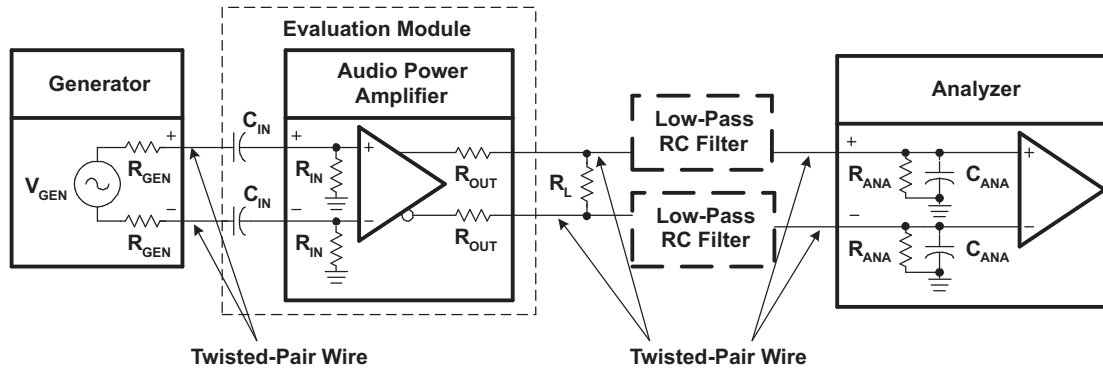 Evaluation Module
Generator
Audio Power
Amplifier
Low-Pass
RC Filter
Analyzer
C_IN
+
+
+
R_GEN
R_IN
R_OUT
V_GEN
R_L
+
+
R_ANA
C_ANA
C_IN
−
−
−
R_GEN
R_IN
R_OUT
Low-Pass
RC Filter
−
−
R_ANA
C_ANA
Twisted-Pair Wire
Twisted-Pair Wire